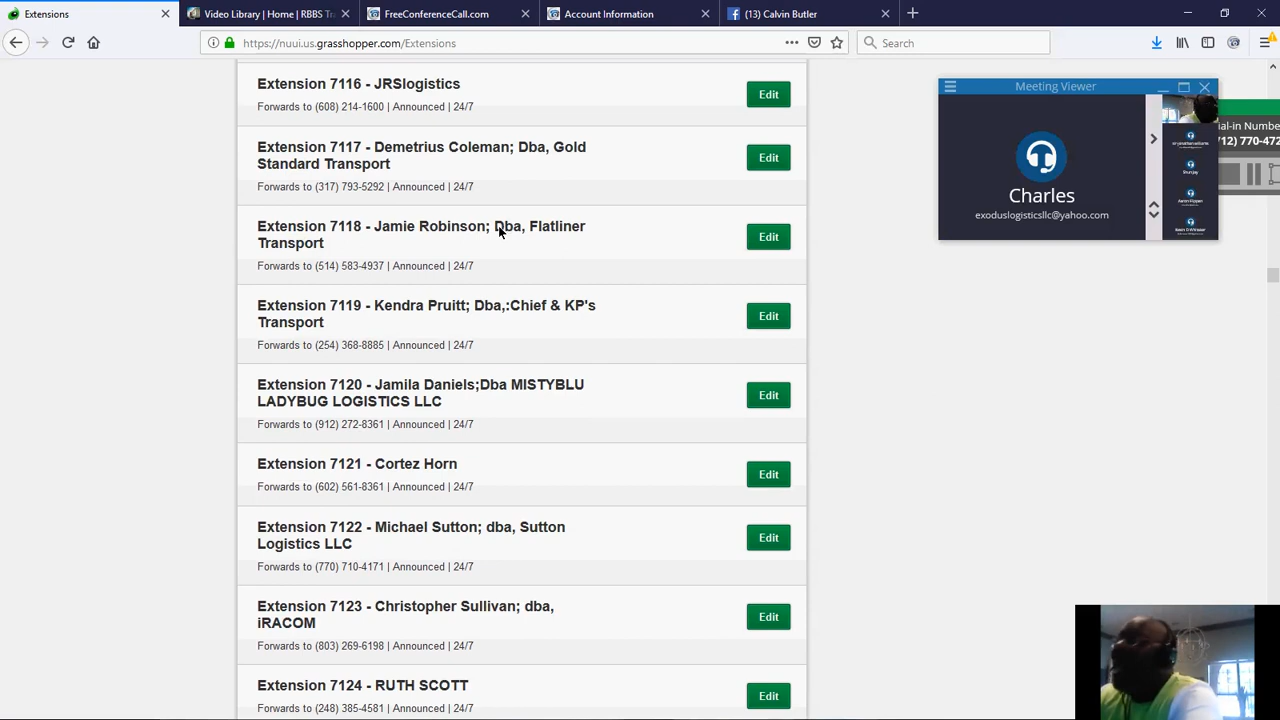 Extensions
Video Library | Home | RBBS Tr
FreeConferenceCall.com
Account Information
(13) Calvin Butler
https://nuui.us.grasshopper.com/Extensions
Search
Extension 7116 - JRSlogistics
Forwards to (608) 214-1600 | Announced | 24/7
Edit
Extension 7117 - Demetrius Coleman; Dba, Gold
Standard Transport
Forwards to (317) 793-5292 | Announced | 24/7
Edit
Extension 7118 - Jamie Robinson; Dba, Flatliner
Transport
Forwards to (514) 583-4937 | Announced | 24/7
Edit
Extension 7119 - Kendra Pruitt; Dba,:Chief & KP's
Transport
Forwards to (254) 368-8885 | Announced | 24/7
Edit
Extension 7120 - Jamila Daniels;Dba MISTYBLU
LADYBUG LOGISTICS LLC
Forwards to (912) 272-8361 | Announced | 24/7
Edit
Extension 7121 - Cortez Horn
Forwards to (602) 561-8361 | Announced | 24/7
Edit
Extension 7122 - Michael Sutton; dba, Sutton
Logistics LLC
Forwards to (770) 710-4171 | Announced | 24/7
Edit
Extension 7123 - Christopher Sullivan; dba,
iRACOM
Forwards to (803) 269-6198 | Announced | 24/7
Edit
Extension 7124 - RUTH SCOTT
Forwards to (248) 385-4581 | Announced | 24/7
Edit
Meeting Viewer
Charles
exoduslogisticsllc@yahoo.com
ial-in Numbe
712) 770-472